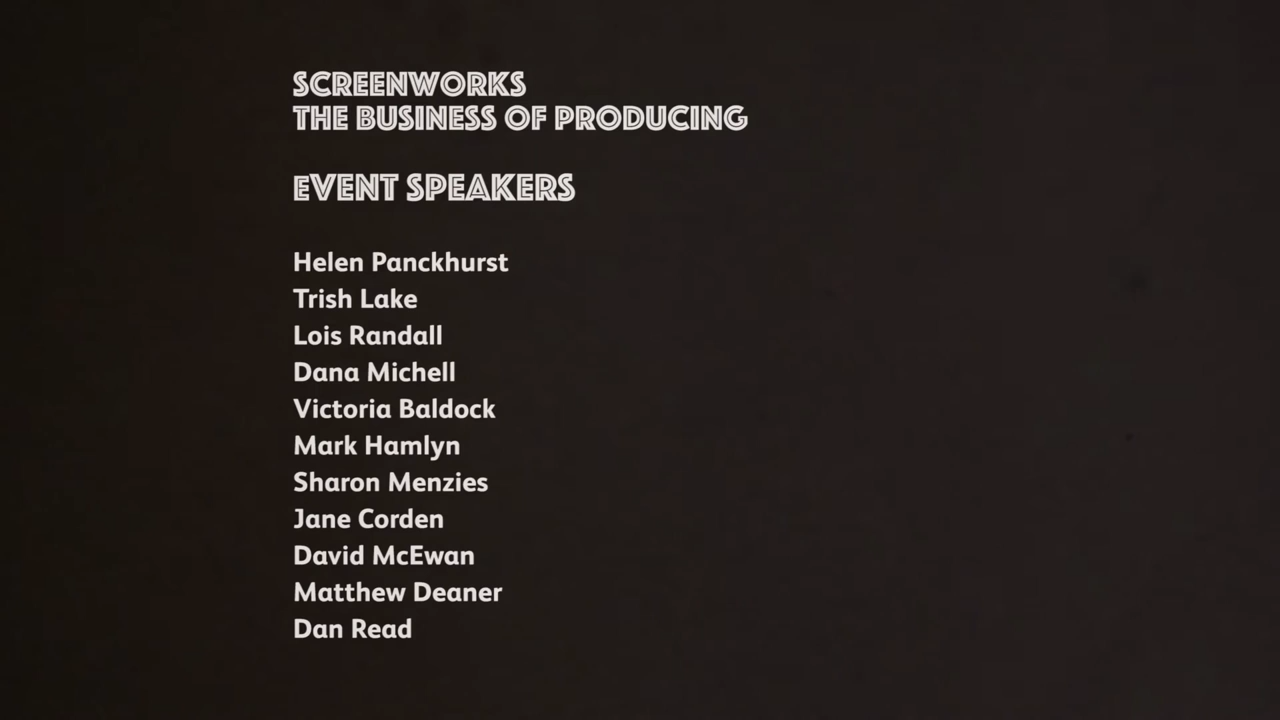 SCREENWORKS
THE BUSINESS OF PRODUCING
EVENT SPEAKERS
Helen Panckhurst
Trish Lake
Lois Randall
Dana Michell
Victoria Baldock
Mark Hamlyn
Sharon Menzies
Jane Corden
David McEwan
Matthew Deaner
Dan Read